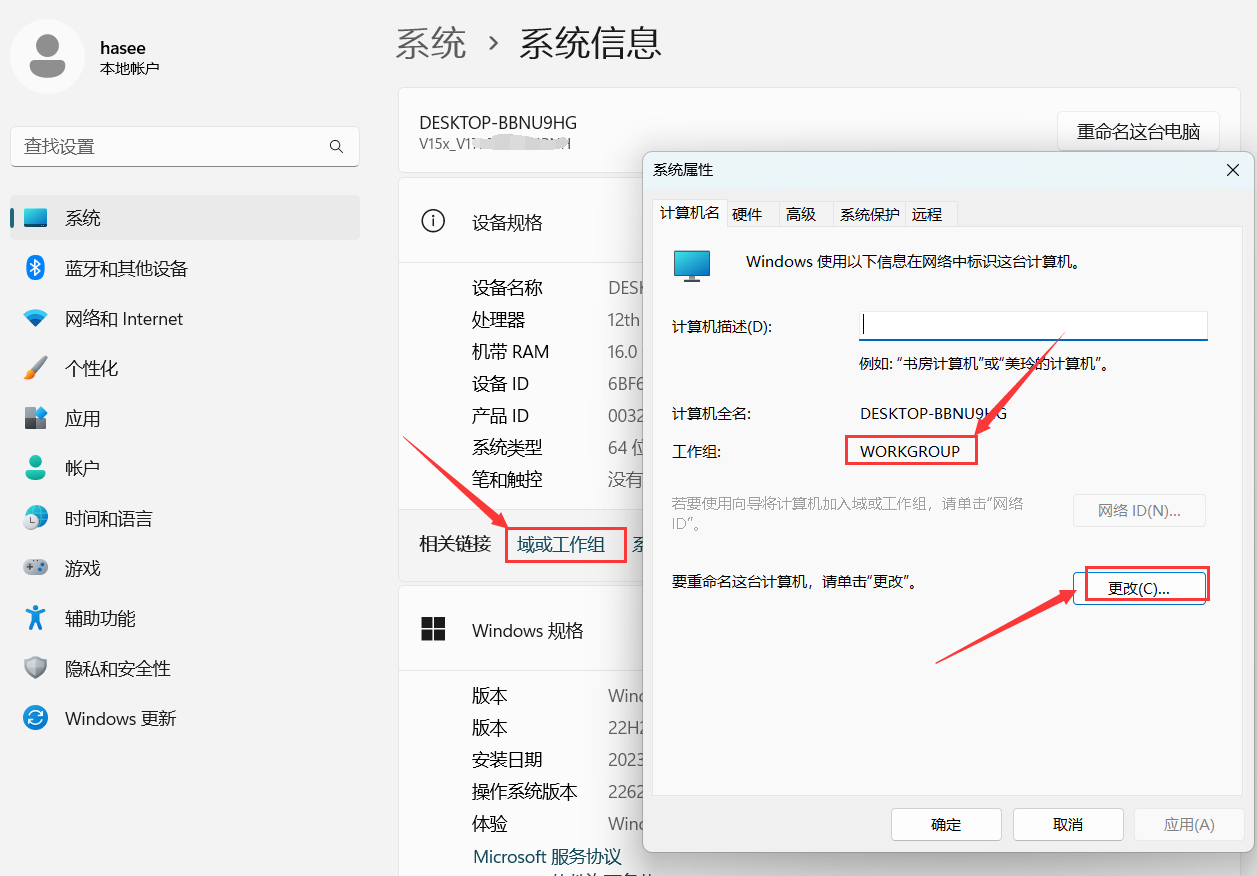 hasee
本地帐户
查找设置
系统
蓝牙和其他设备
网络和 Internet
个性化
应用
帐户
时间和语言
游戏
辅助功能
隐私和安全性
Windows 更新
系统 › 系统信息
DESKTOP-BBNU9HG
重命名这台电脑
设备规格
设备名称 DESK
处理器 12th
机带 RAM 16.0
设备 ID 6BF6
产品 ID 0032
系统类型 64 位
笔和触控 没有
相关链接 域或工作组 系
Windows 规格
版本 Wind
版本 22H2
安装日期 2023
操作系统版本 2262
体验 Wind
Microsoft 服务协议
系统属性
计算机名 硬件 高级 系统保护 远程
Windows 使用以下信息在网络中标识这台计算机。
计算机描述(D):
例如: “书房计算机”或“美玲的计算机”。
计算机全名: DESKTOP-BBNU9HG
工作组: WORKGROUP
若要使用向导将计算机加入域或工作组，请单击“网络
ID”。
网络 ID(N)...
要重命名这台计算机，请单击“更改”。
更改(C)...
确定 取消 应用(A)